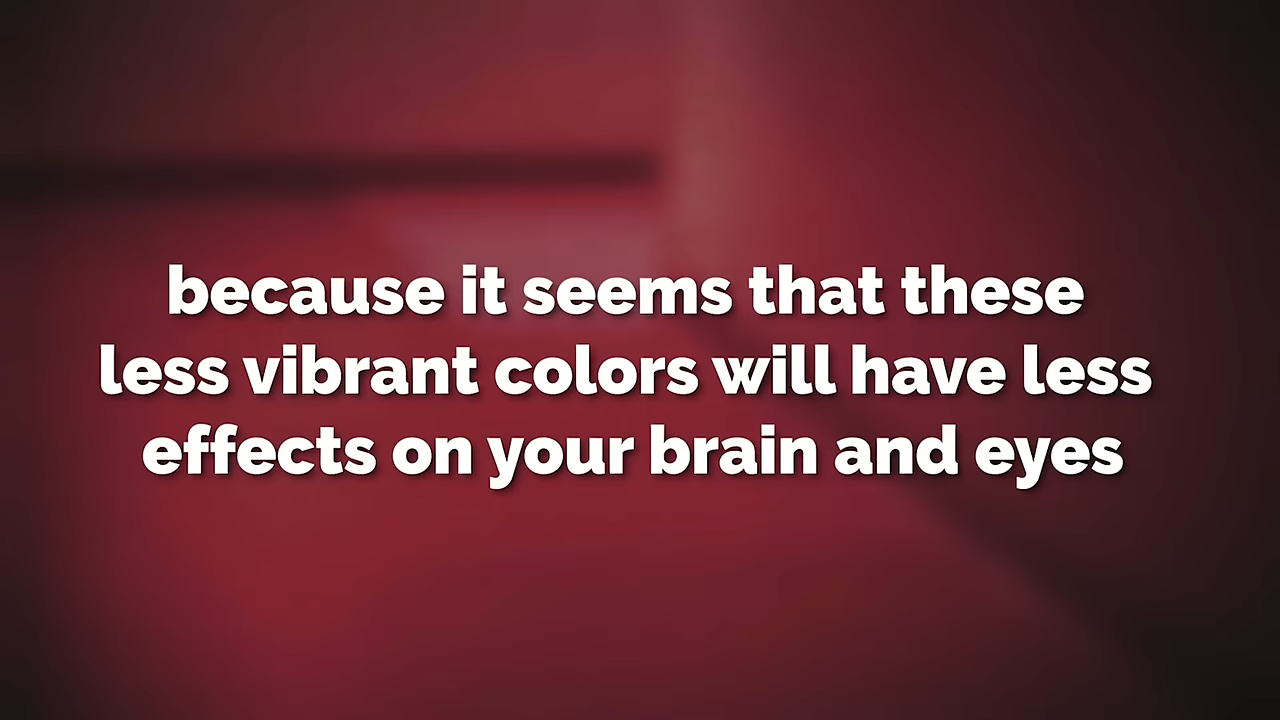 because it seems that these
less vibrant colors will have less
effects on your brain and eyes